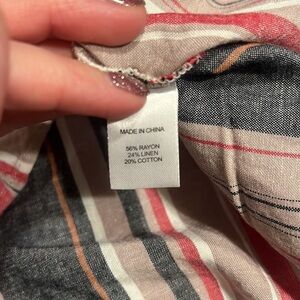 MADE IN CHINA
56% RAYON
24% LINEN
20% COTTON